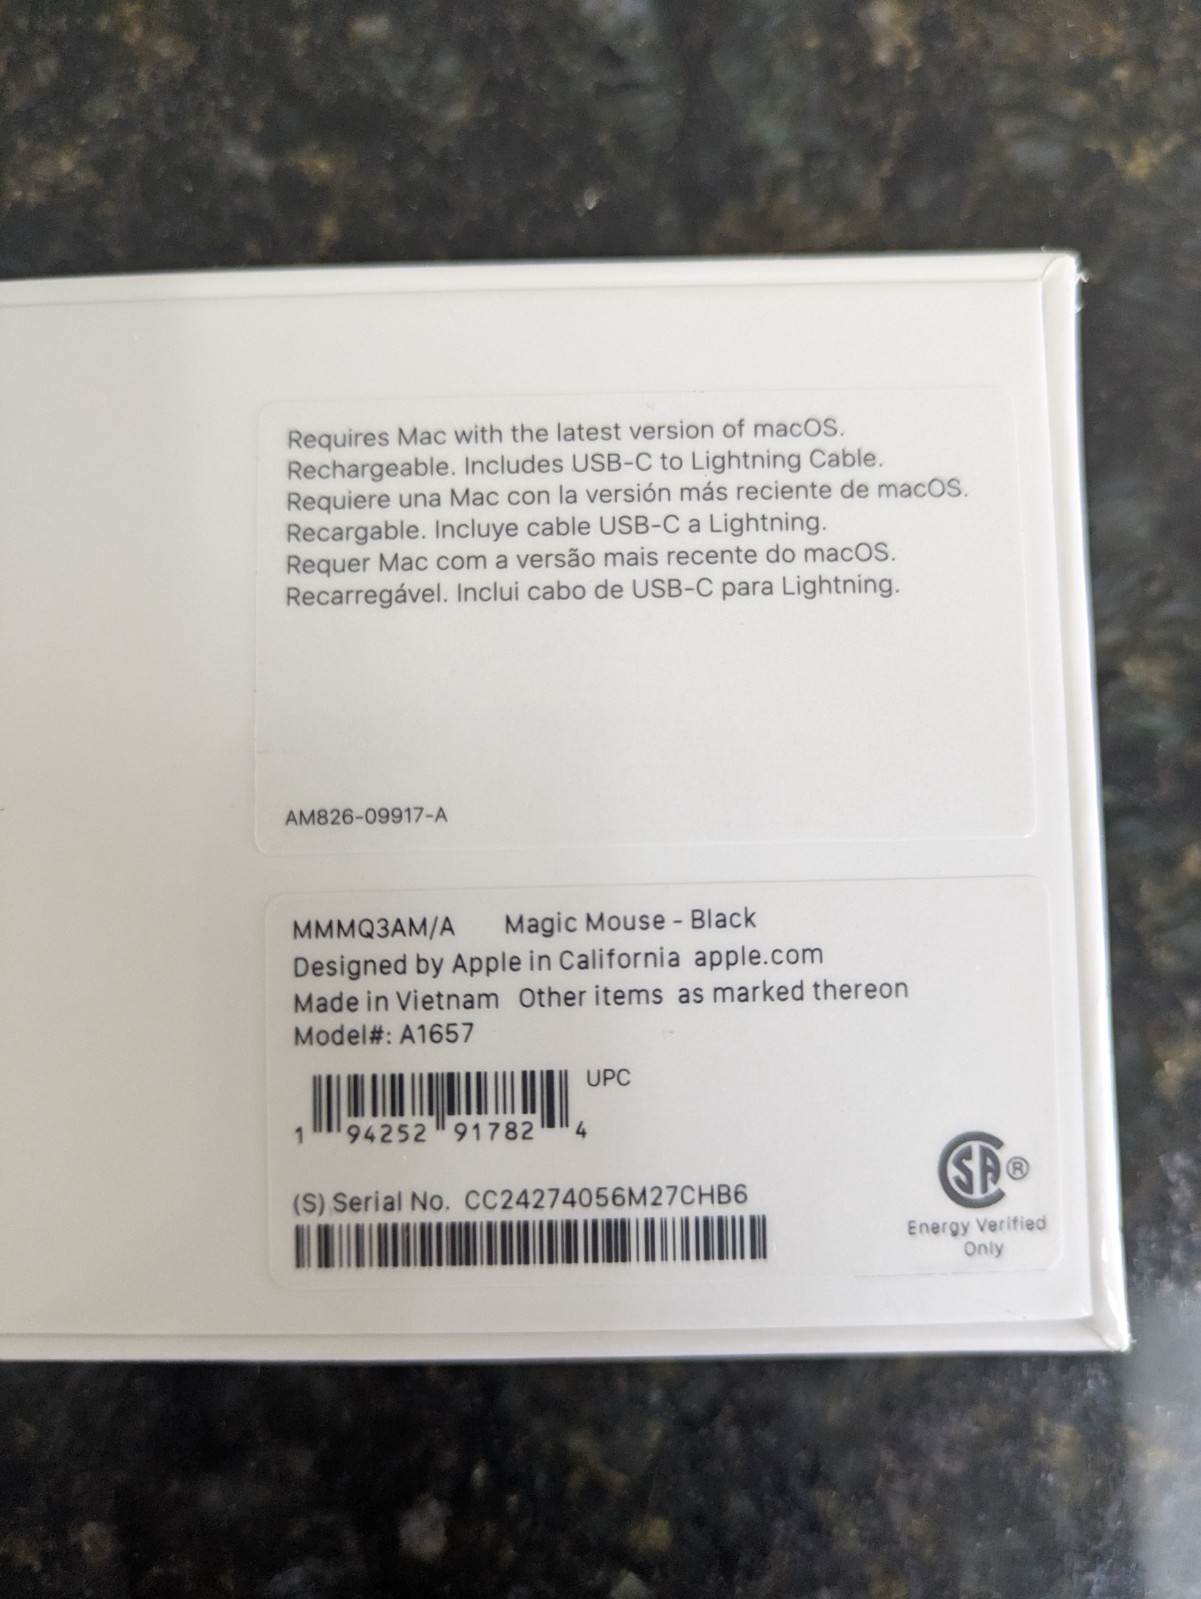 Requires Mac with the latest version of macOS.
Rechargeable. Includes USB-C to Lightning Cable.
Requiere una Mac con la versión más reciente de macOS.
Recargable. Incluye cable USB-C a Lightning.
Requer Mac com a versão mais recente do macOS.
Recarregável. Inclui cabo de USB-C para Lightning.
AM826-09917-A
MMMQ3AM/A Magic Mouse - Black
Designed by Apple in California apple.com
Made in Vietnam Other items as marked thereon
Model#: A1657
UPC
1 94252 91782 4
(S) Serial No. CC24274056M27CHB6
SA®
Energy Verified
Only